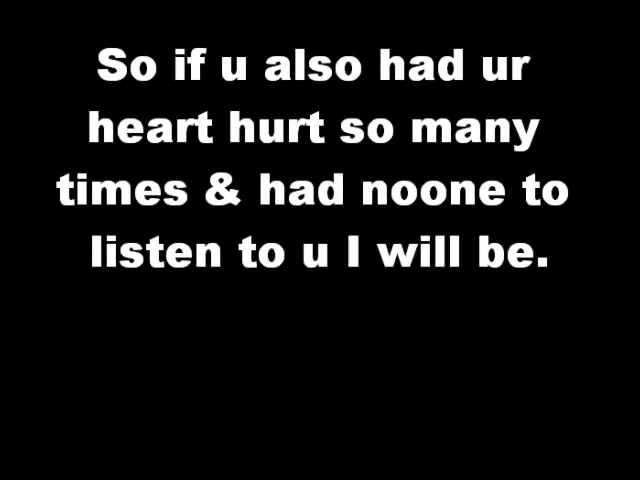 So if u also had ur
heart hurt so many
times & had noone to
listen to u I will be.